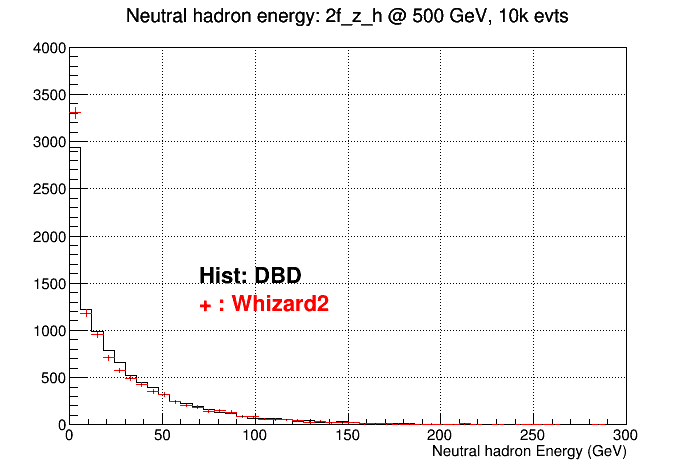 Neutral hadron energy: 2f_z_h @ 500 GeV, 10k evts
4000
3500
3000
2500
2000
1500
1000
500
0
Hist: DBD
+ : Whizard2
0 50 100 150 200 250 300
Neutral hadron Energy (GeV)